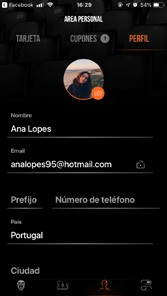 Facebook 16:29 54%
AREA PERSONAL
TARJETA CUPONES 1 PERFIL
Nombre
Ana Lopes
Email
analopes95@hotmail.com
Prefijo Número de teléfono
País
Portugal
Ciudad